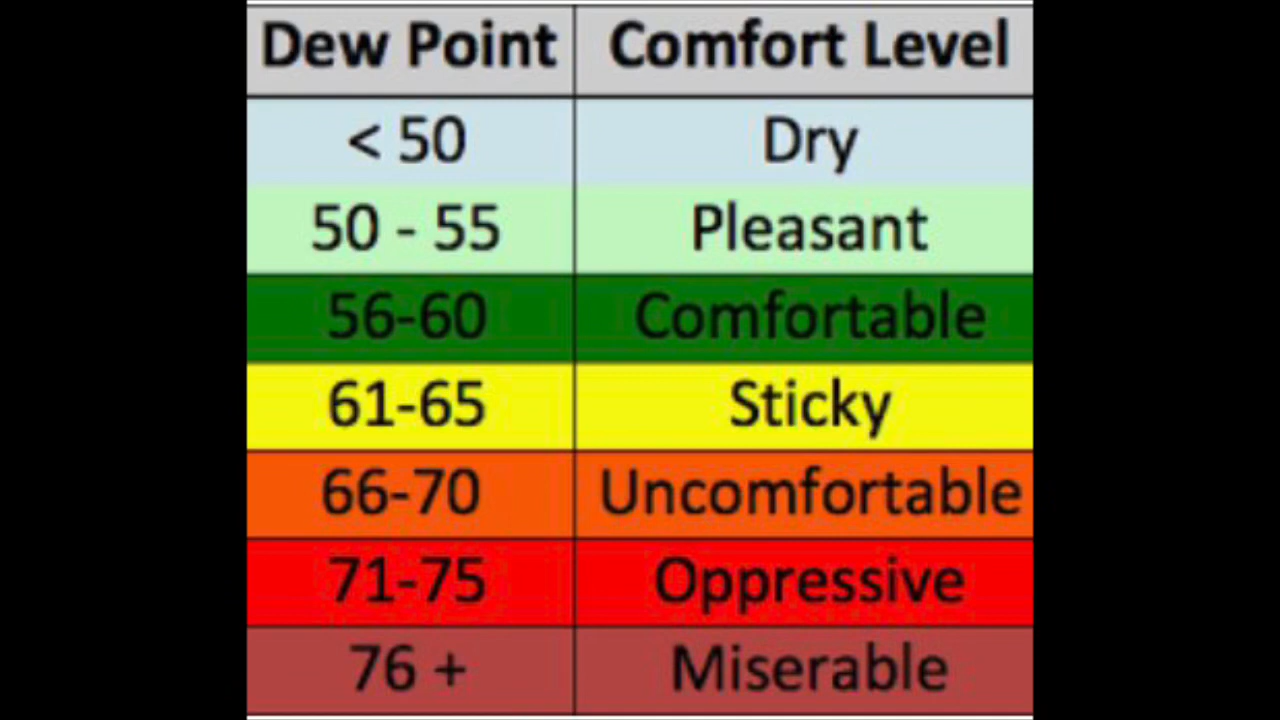 Dew Point Comfort Level
< 50 Dry
50 - 55 Pleasant
56-60 Comfortable
61-65 Sticky
66-70 Uncomfortable
71-75 Oppressive
76 + Miserable